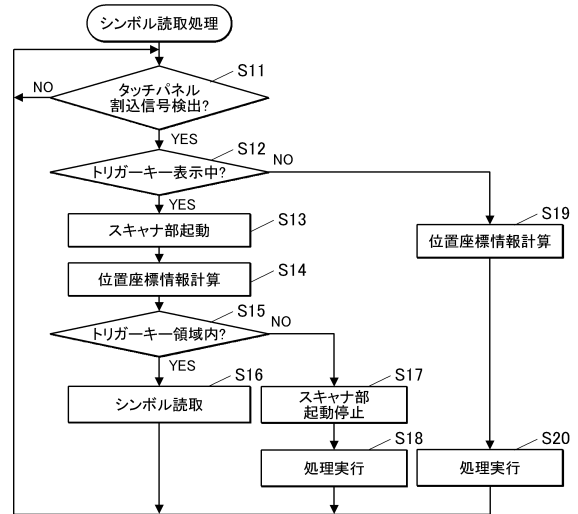 シンボル読取処理
S11
タッチパネル
割込信号検出?
NO
YES
S12
トリガーキー表示中?
NO
YES
S13
スキャナ部起動
S19
位置座標情報計算
S14
位置座標情報計算
S15
トリガーキー領域内?
NO
YES
S16
シンボル読取
S17
スキャナ部
起動停止
S18
処理実行
S20
処理実行